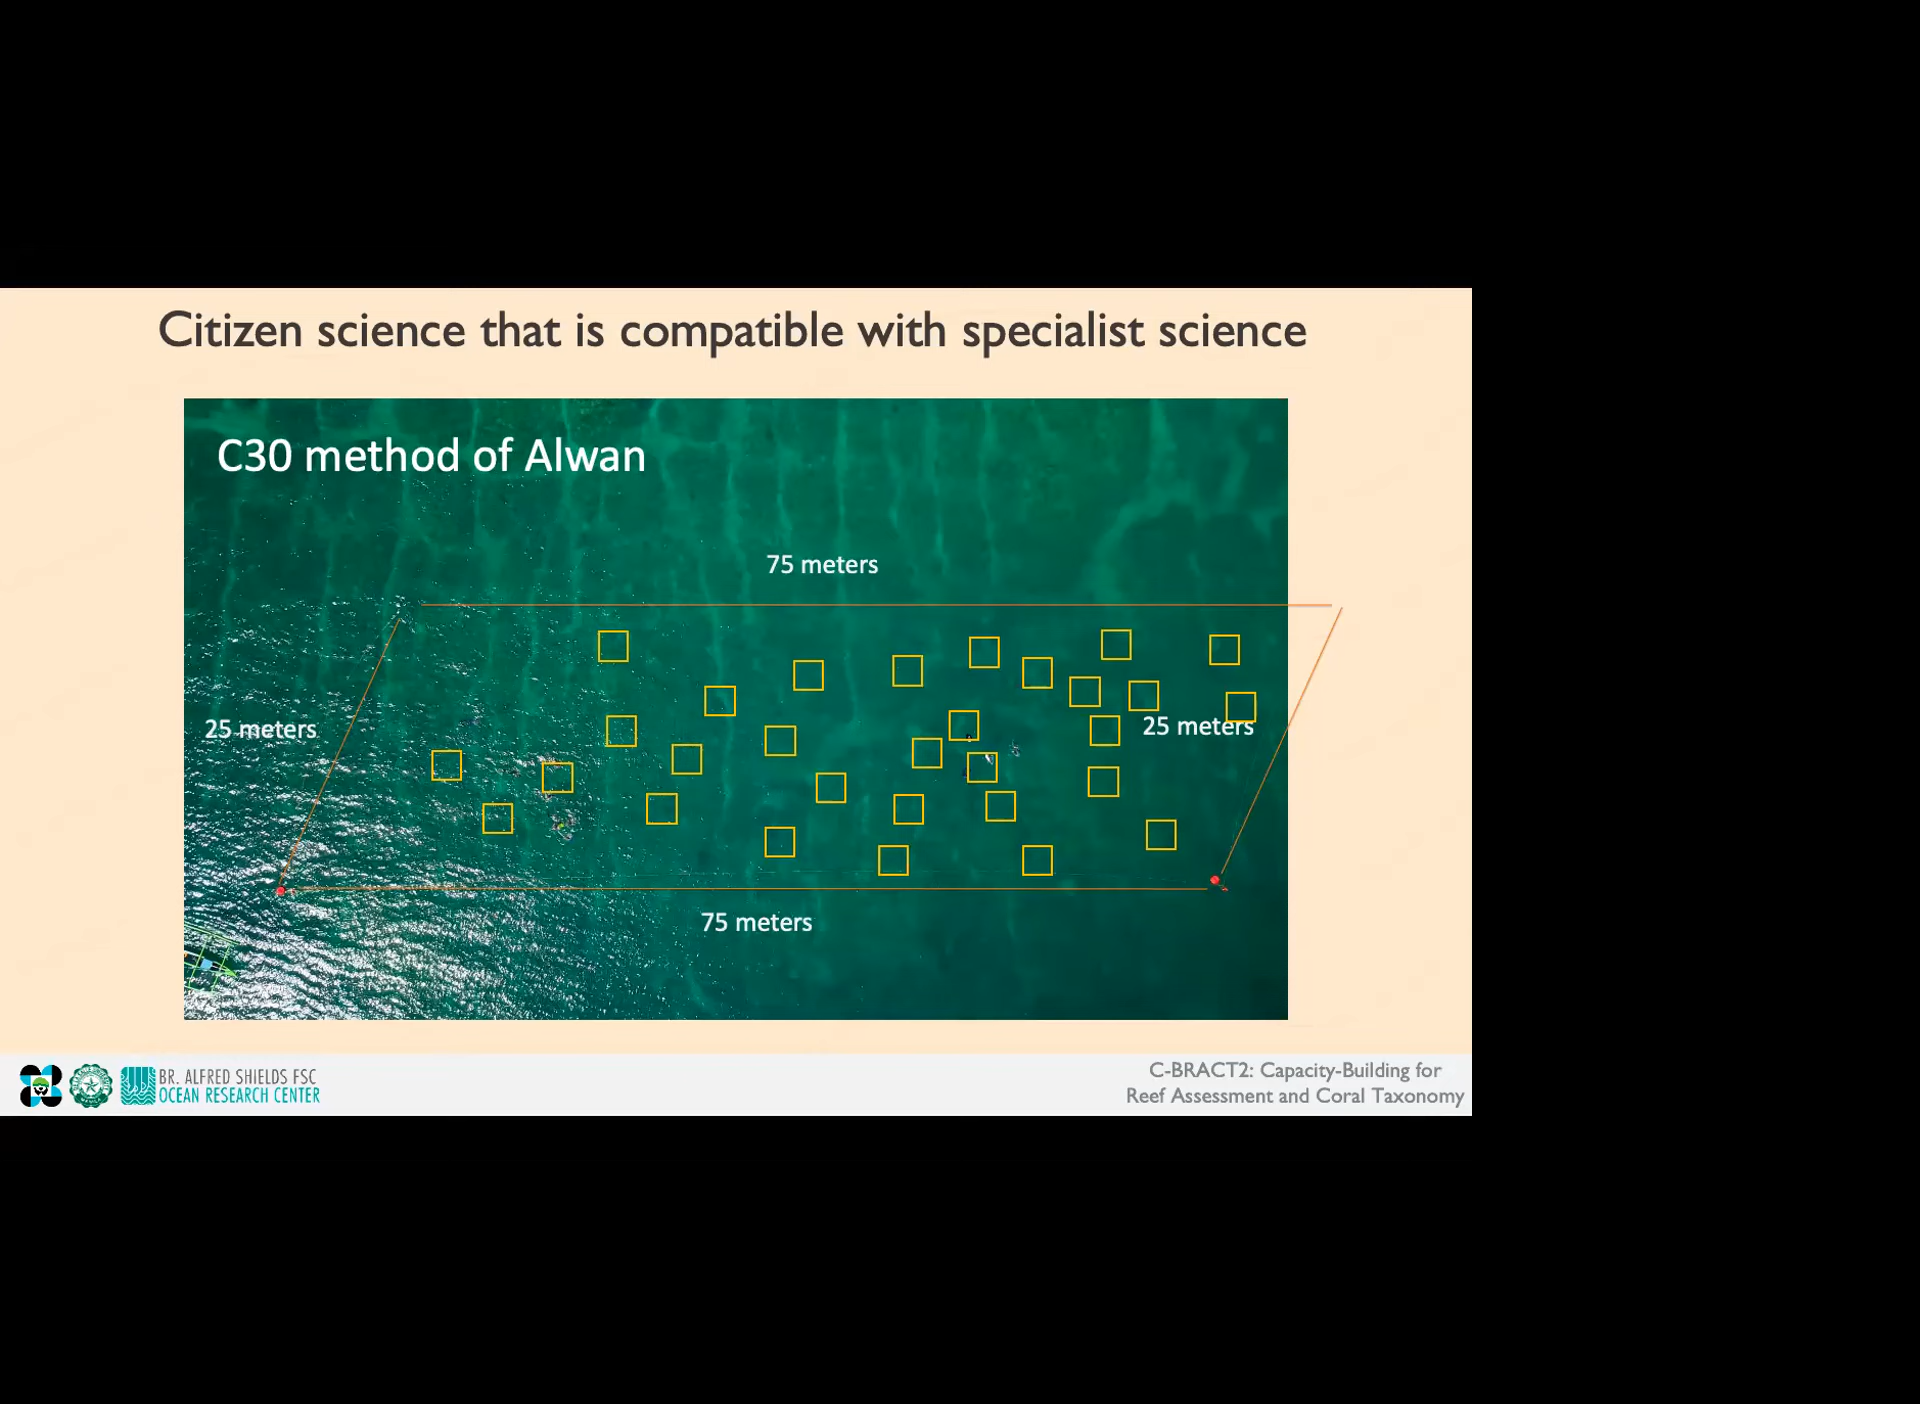 Citizen science that is compatible with specialist science
C30 method of Alwan
75 meters
25 meters
25 meters
75 meters
BR. ALFRED SHIELDS FSC
OCEAN RESEARCH CENTER
C-BRACT2: Capacity-Building for
Reef Assessment and Coral Taxonomy